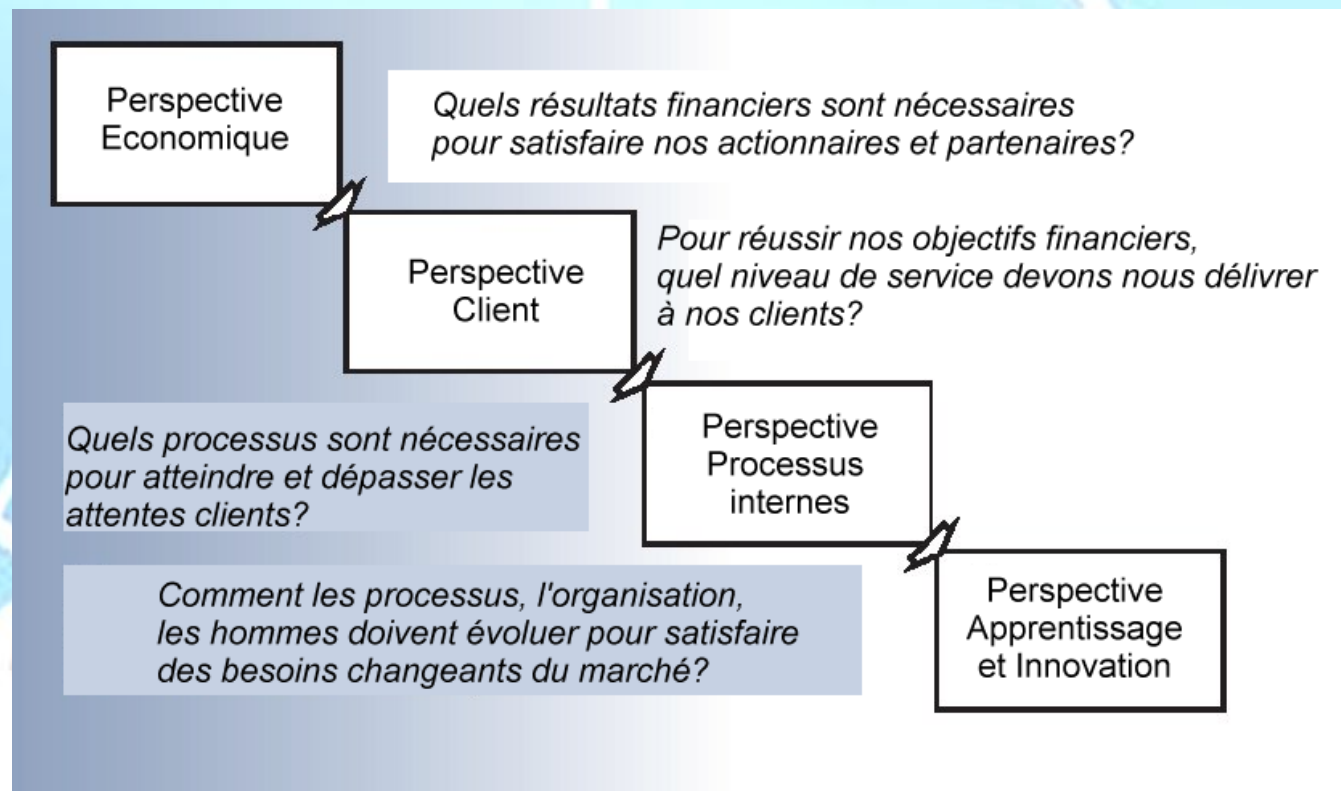 Perspective
Economique
Quels résultats financiers sont nécessaires
pour satisfaire nos actionnaires et partenaires?
Perspective
Client
Pour réussir nos objectifs financiers,
quel niveau de service devons nous délivrer
à nos clients?
Quels processus sont nécessaires
pour atteindre et dépasser les
attentes clients?
Perspective
Processus
internes
Comment les processus, l'organisation,
les hommes doivent évoluer pour satisfaire
des besoins changeants du marché?
Perspective
Apprentissage
et Innovation